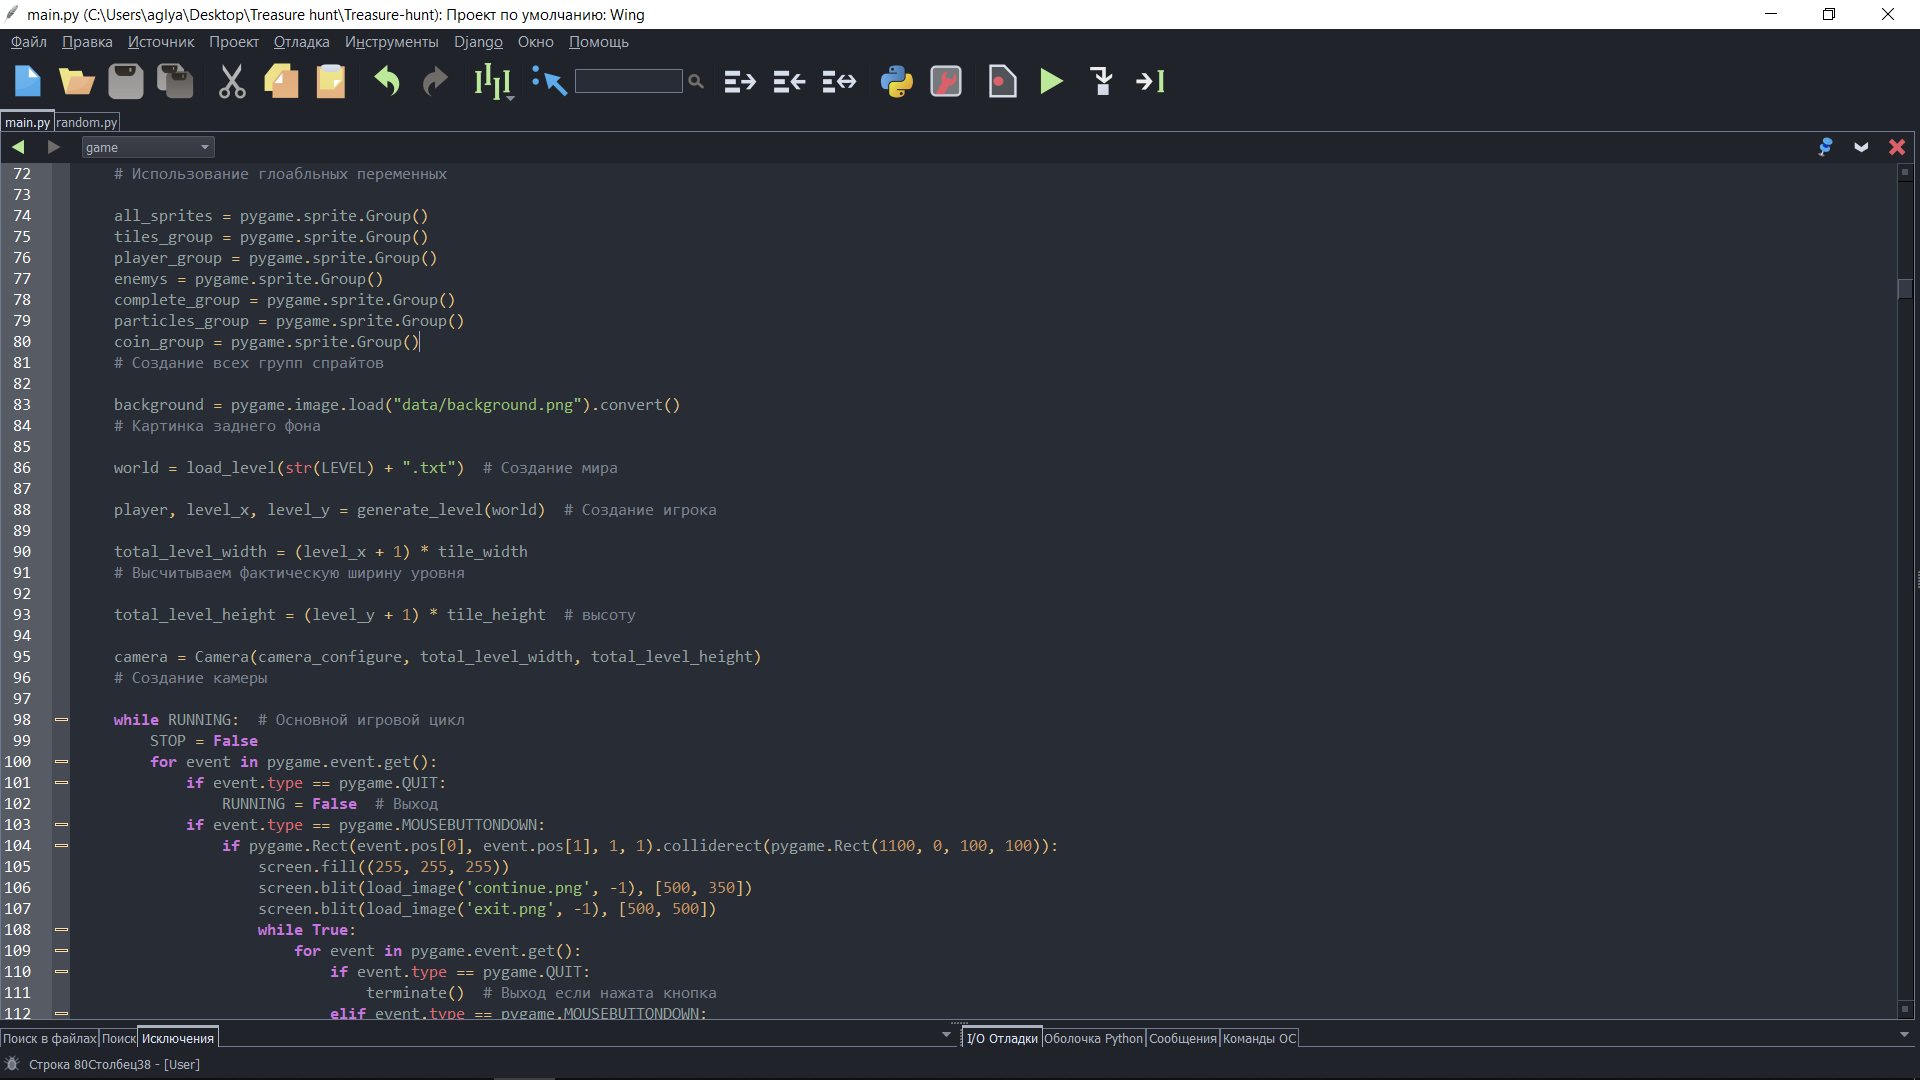 main.py (C:\Users\aglya\Desktop\Treasure hunt\Treasure-hunt): Проект по умолчанию: Wing
Файл Правка Источник Проект Отладка Инструменты Django Окно Помощь
main.py random.py
game
72 # Использование глоабльных переменных
73
74 all_sprites = pygame.sprite.Group()
75 tiles_group = pygame.sprite.Group()
76 player_group = pygame.sprite.Group()
77 enemys = pygame.sprite.Group()
78 complete_group = pygame.sprite.Group()
79 particles_group = pygame.sprite.Group()
80 coin_group = pygame.sprite.Group()
81 # Создание всех групп спрайтов
82
83 background = pygame.image.load("data/background.png").convert()
84 # Картинка заднего фона
85
86 world = load_level(str(LEVEL) + ".txt")  # Создание мира
87
88 player, level_x, level_y = generate_level(world)  # Создание игрока
89
90 total_level_width = (level_x + 1) * tile_width
91 # Высчитываем фактическую ширину уровня
92
93 total_level_height = (level_y + 1) * tile_height  # высоту
94
95 camera = Camera(camera_configure, total_level_width, total_level_height)
96 # Создание камеры
97
98 while RUNNING:  # Основной игровой цикл
99 STOP = False
100 for event in pygame.event.get():
101 if event.type == pygame.QUIT:
102 RUNNING = False  # Выход
103 if event.type == pygame.MOUSEBUTTONDOWN:
104 if pygame.Rect(event.pos[0], event.pos[1], 1, 1).colliderect(pygame.Rect(1100, 0, 100, 100)):
105 screen.fill((255, 255, 255))
106 screen.blit(load_image('continue.png', -1), [500, 350])
107 screen.blit(load_image('exit.png', -1), [500, 500])
108 while True:
109 for event in pygame.event.get():
110 if event.type == pygame.QUIT:
111 terminate()  # Выход если нажата кнопка
112 elif event.type == pygame.MOUSEBUTTONDOWN:
Поиск в файлах Поиск Исключения I/O Отладки Оболочка Python Сообщения Команды ОС
Строка 80Столбец38 - [User]